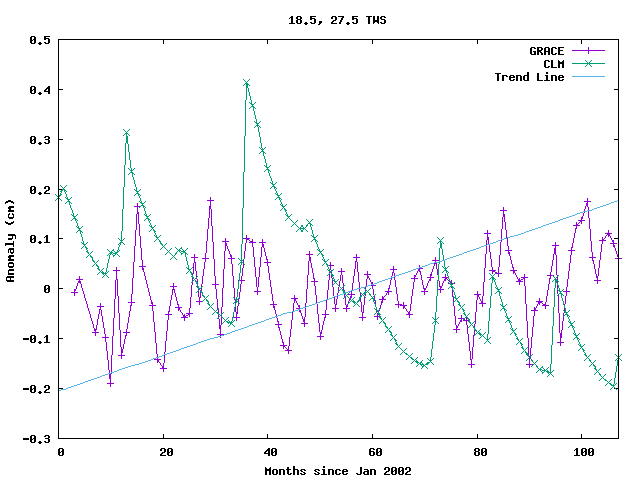 18.5, 27.5 TWS
GRACE
CLM
Trend Line
0.5
0.4
0.3
0.2
0.1
0
-0.1
-0.2
-0.3
Anomaly (cm)
0 20 40 60 80 100
Months since Jan 2002